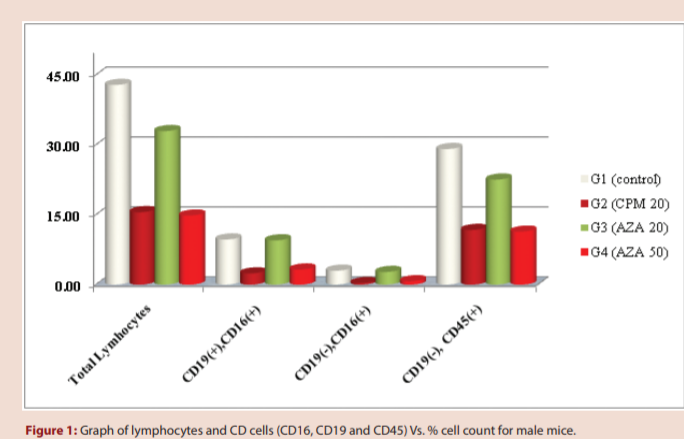 45.00
30.00
15.00
0.00
Total Lymhocytes
CD19(+),CD16(+)
CD19(-),CD16(+)
CD19(-), CD45(+)
G1 (control)
G2 (CPM 20)
G3 (AZA 20)
G4 (AZA 50)
Figure 1: Graph of lymphocytes and CD cells (CD16, CD19 and CD45) Vs. % cell count for male mice.